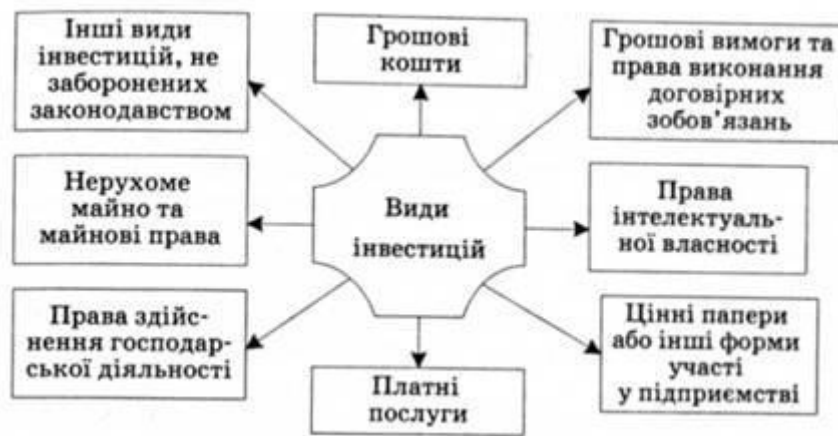 Інші види
інвестицій, не
заборонених
законодавством
Грошові
кошти
Грошові вимоги та
права виконання
договірних
зобов’язань
Нерухоме
майно та
майнові права
Види
інвестицій
Права
інтелектуаль-
ної власності
Права здійс-
нення господар-
ської діяльності
Платні
послуги
Цінні папери
або інші форми
участі
у підприємстві